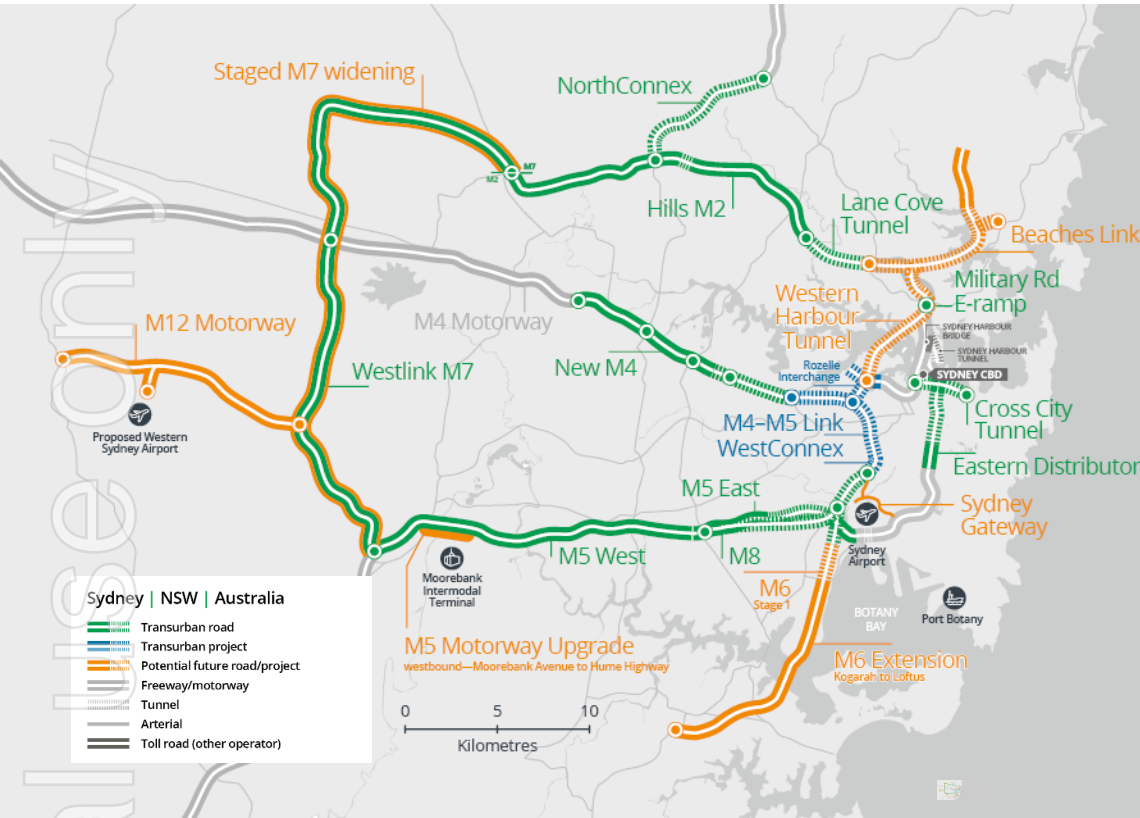 Staged M7 widening
NorthConnex
M7
M2
Hills M2
Lane Cove
Tunnel
Beaches Link
Military Rd
E-ramp
Western
Harbour
Tunnel
SYDNEY HARBOUR
BRIDGE
SYDNEY HARBOUR
TUNNEL
M12 Motorway
M4 Motorway
Westlink M7
New M4
Rozelle
Interchange
SYDNEY CBD
Proposed Western
Sydney Airport
M4–M5 Link
WestConnex
Cross City
Tunnel
Eastern Distributor
M5 East
Sydney
Gateway
M5 West
M8
Sydney
Airport
Moorebank
Intermodal
Terminal
M6
Stage 1
BOTANY
BAY
Port Botany
M5 Motorway Upgrade
westbound—Moorebank Avenue to Hume Highway
M6 Extension
Kogarah to Loftus
Sydney | NSW | Australia
Transurban road
Transurban project
Potential future road/project
Freeway/motorway
Tunnel
Arterial
Toll road (other operator)
0 5 10
Kilometres
al use only